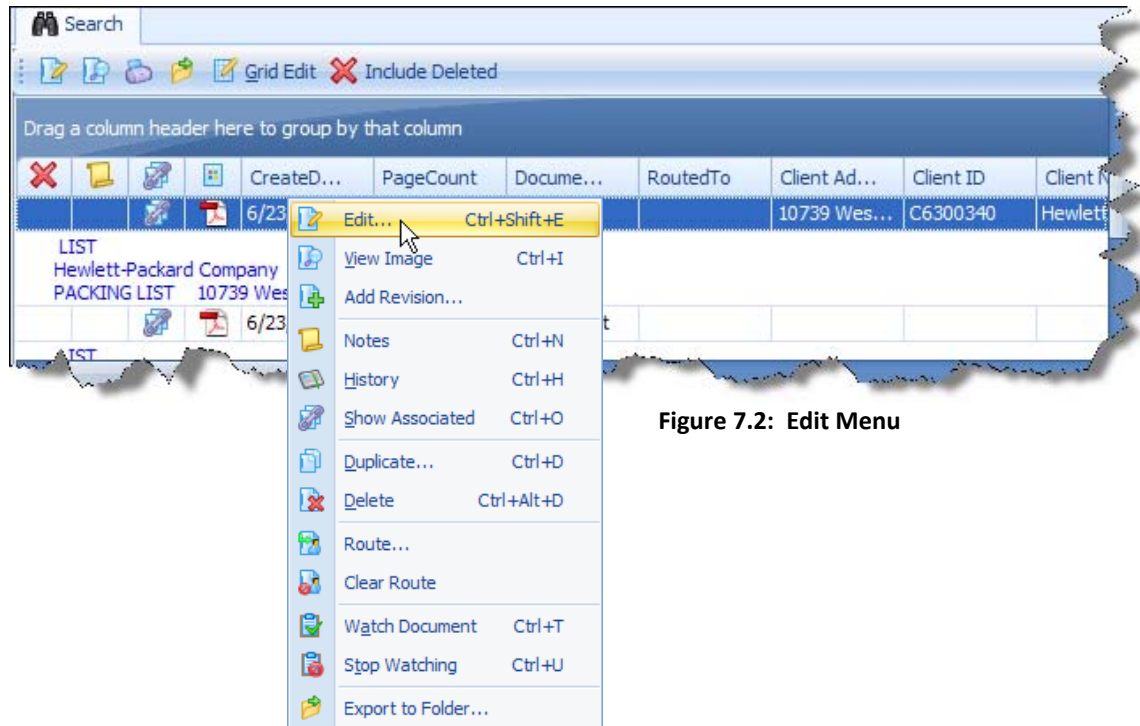 Search
Grid Edit Include Deleted
Drag a column header here to group by that column
CreateD... PageCount Docume... RoutedTo Client Ad... Client ID Client
6/23 10739 Wes... C6300340 Hewlett
LIST
Hewlett-Packard Company
PACKING LIST 10739 Wes
6/23 t
LIST
Edit... Ctrl+Shift+E
View Image Ctrl+I
Add Revision...
Notes Ctrl+N
History Ctrl+H
Show Associated Ctrl+O
Duplicate... Ctrl+D
Delete Ctrl+Alt+D
Route...
Clear Route
Watch Document Ctrl+T
Stop Watching Ctrl+U
Export to Folder...
Figure 7.2: Edit Menu